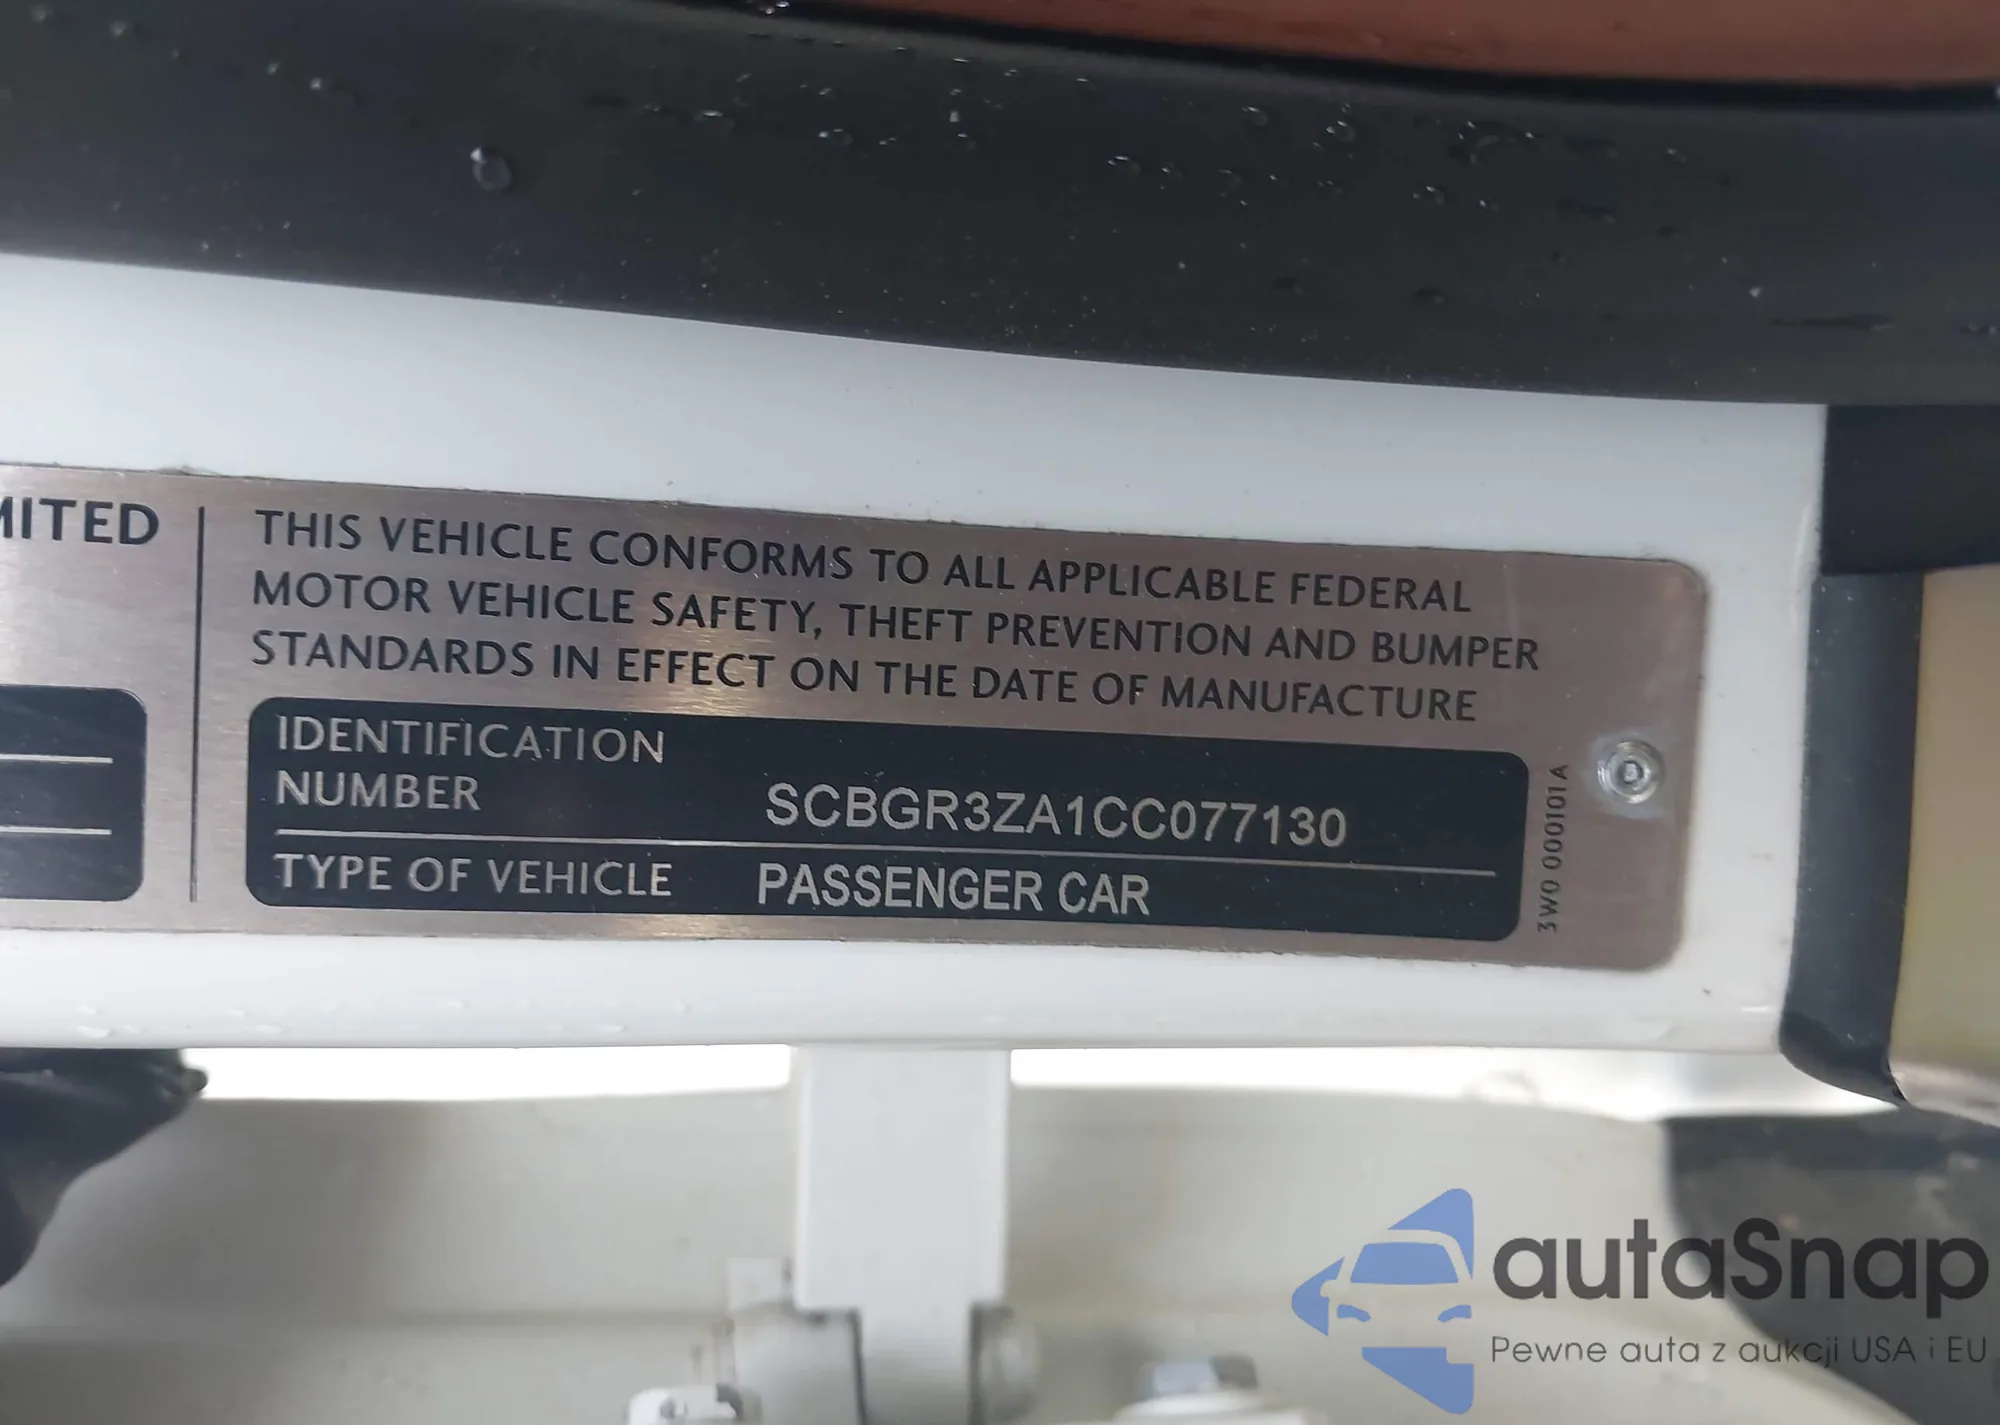 MITED
THIS VEHICLE CONFORMS TO ALL APPLICABLE FEDERAL
MOTOR VEHICLE SAFETY, THEFT PREVENTION AND BUMPER
STANDARDS IN EFFECT ON THE DATE OF MANUFACTURE
IDENTIFICATION
NUMBER SCBGR3ZA1CC077130
TYPE OF VEHICLE PASSENGER CAR
3W0 000101A
autaSnap
Pewne auta z aukcji USA i EU